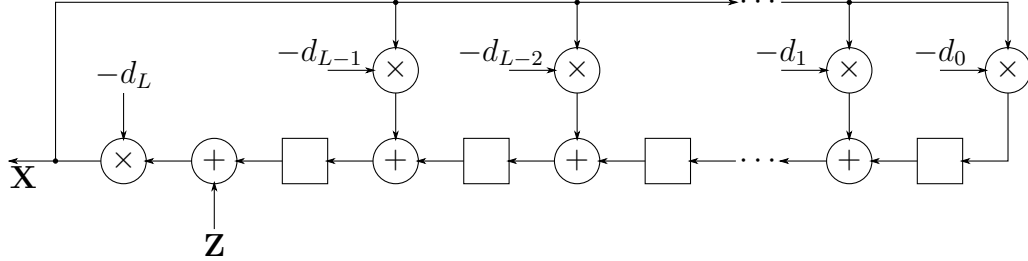 · · ·
−d_{L−1} × −d_{L−2} × −d_1 × −d_0 ×
−d_L
× + + + · · · +
X
Z